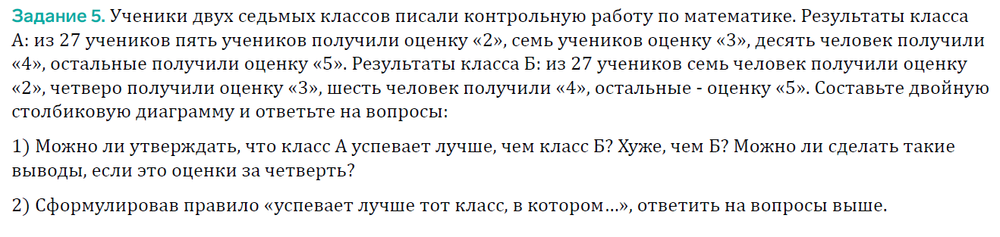 Задание 5. Ученики двух седьмых классов писали контрольную работу по математике. Результаты класса
А: из 27 учеников пять учеников получили оценку «2», семь учеников оценку «3», десять человек получили
«4», остальные получили оценку «5». Результаты класса Б: из 27 учеников семь человек получили оценку
«2», четверо получили оценку «3», шесть человек получили «4», остальные - оценку «5». Составьте двойную
столбиковую диаграмму и ответьте на вопросы:
1) Можно ли утверждать, что класс А успевает лучше, чем класс Б? Хуже, чем Б? Можно ли сделать такие
выводы, если это оценки за четверть?
2) Сформулировав правило «успевает лучше тот класс, в котором…», ответить на вопросы выше.